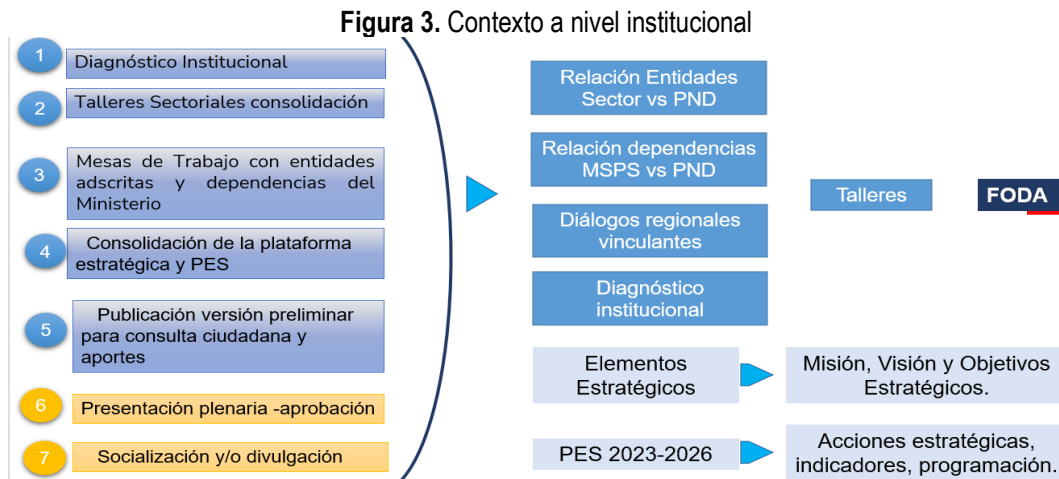 Figura 3. Contexto a nivel institucional
1
Diagnóstico Institucional
2
Talleres Sectoriales consolidación
3
Mesas de Trabajo con entidades
adscritas y dependencias del
Ministerio
4
Consolidación de la plataforma
estratégica y PES
5
Publicación versión preliminar
para consulta ciudadana y
aportes
6
Presentación plenaria -aprobación
7
Socialización y/o divulgación
Relación Entidades
Sector vs PND
Relación dependencias
MSPS vs PND
Diálogos regionales
vinculantes
Diagnóstico
institucional
Talleres
FODA
Elementos
Estratégicos
Misión, Visión y Objetivos
Estratégicos.
PES 2023-2026
Acciones estratégicas,
indicadores, programación.